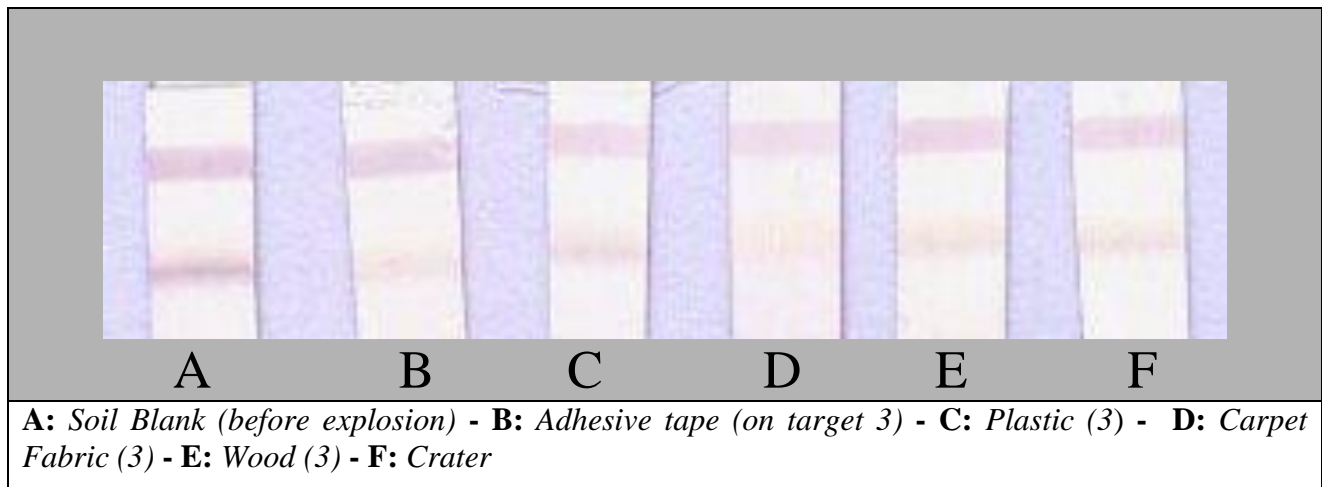 A B C D E F
A: Soil Blank (before explosion) - B: Adhesive tape (on target 3) - C: Plastic (3) - D: Carpet
Fabric (3) - E: Wood (3) - F: Crater